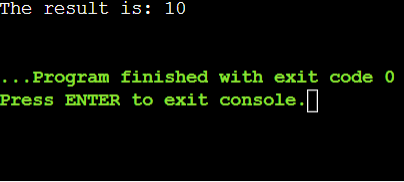 The result is: 10
...Program finished with exit code 0
Press ENTER to exit console.